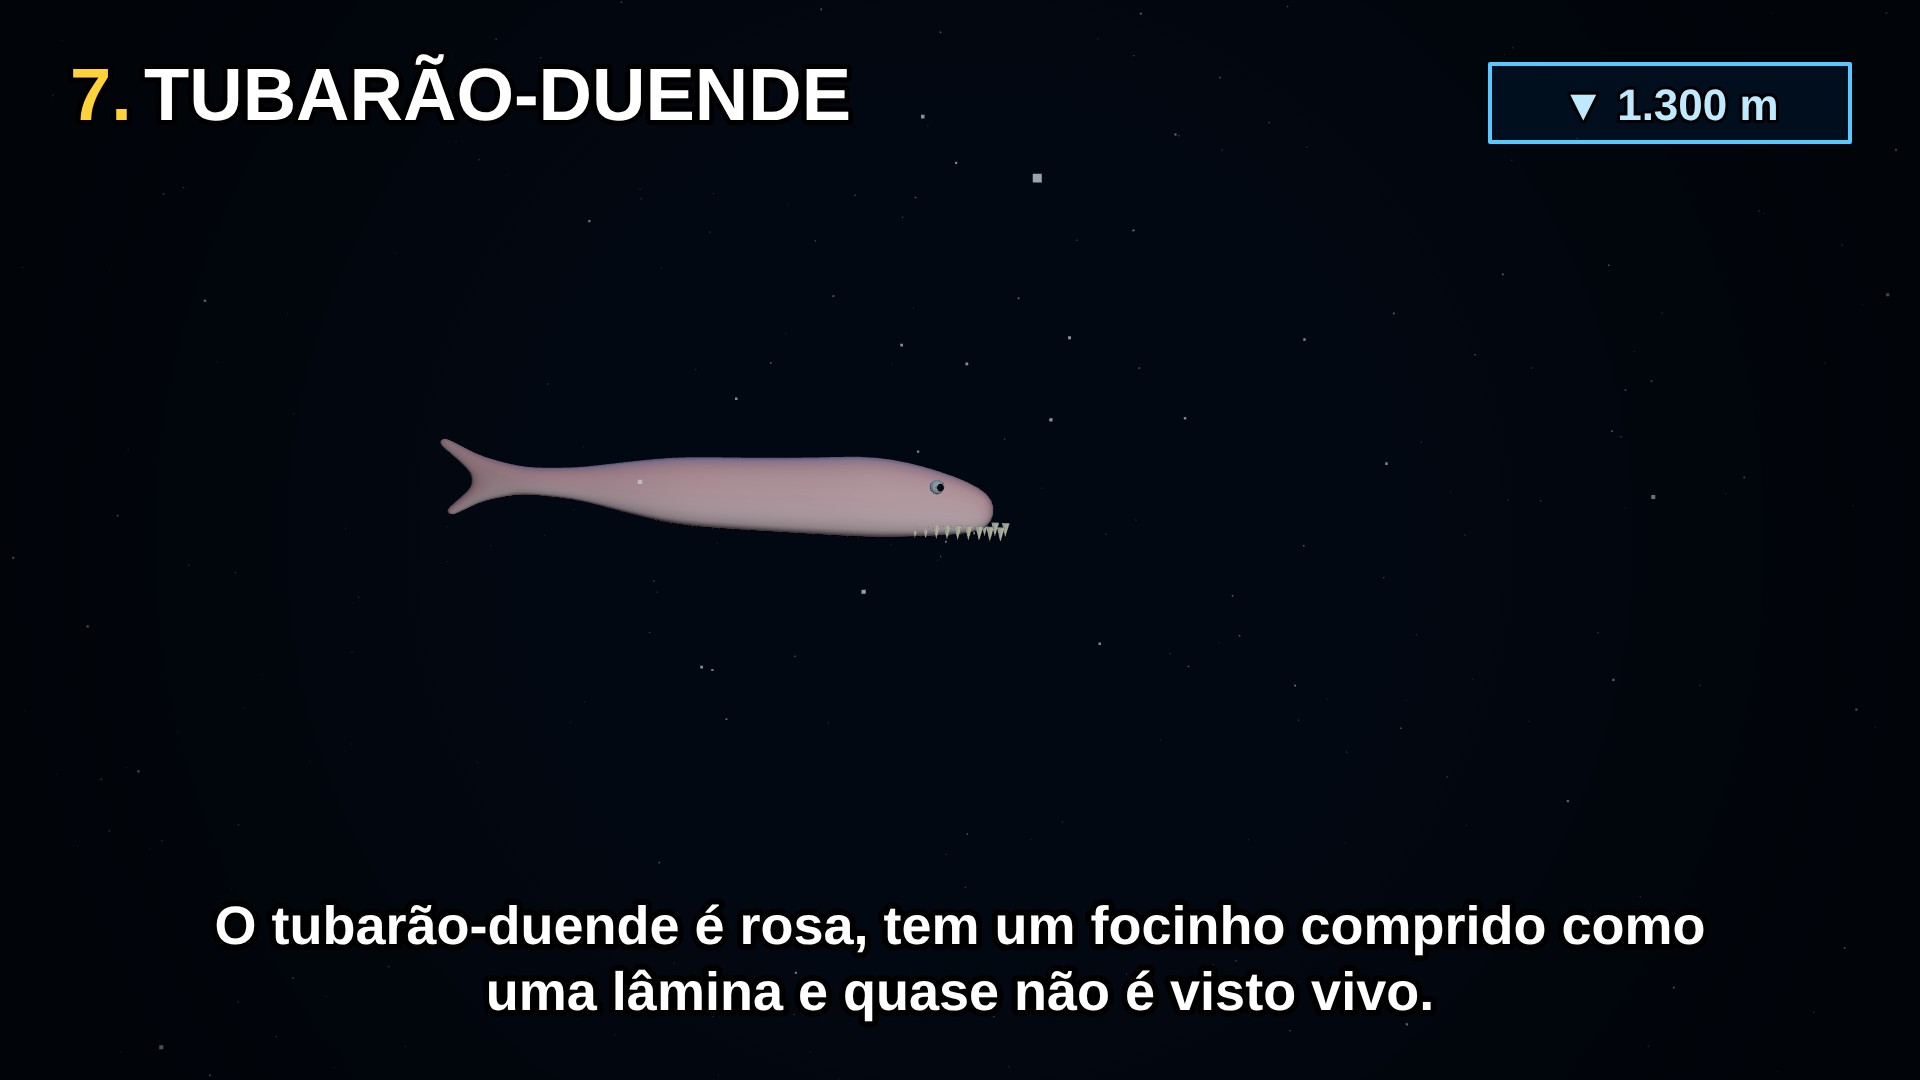 7. TUBARÃO-DUENDE
▼ 1.300 m
O tubarão-duende é rosa, tem um focinho comprido como
uma lâmina e quase não é visto vivo.